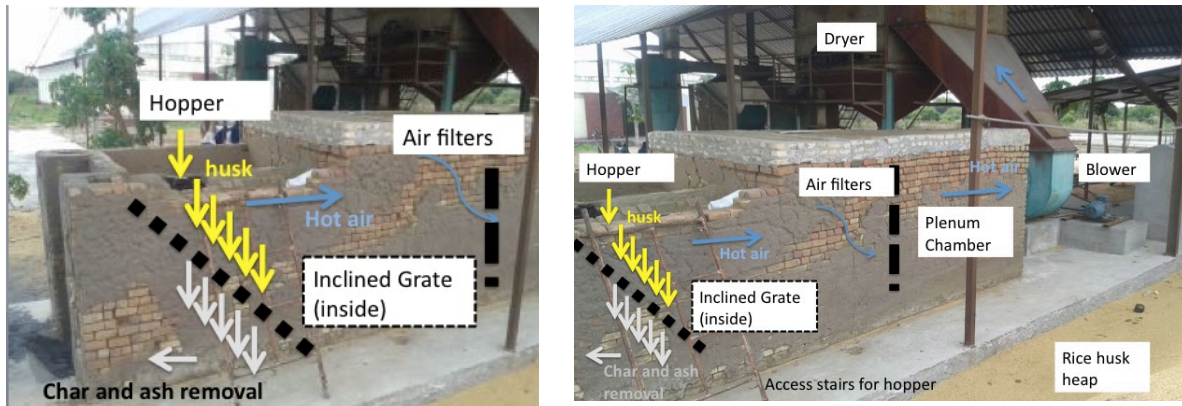 Hopper
Air filters
husk
Hot air
Inclined Grate
(inside)
Char and ash removal
Dryer
Hopper
Air filters
Hot air
Blower
husk
Plenum
Chamber
Hot air
Inclined Grate
(inside)
Char and ash
removal
Access stairs for hopper
Rice husk
heap